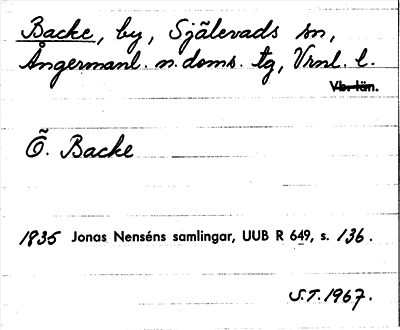 Backe, by, Själevads sn,
Ångermanl. n. doms. tg, Vrnl. l.
Vb. län.
Ö. Backe
1835 Jonas Nenséns samlingar, UUB R 649, s. 136.
S.T. 1967.